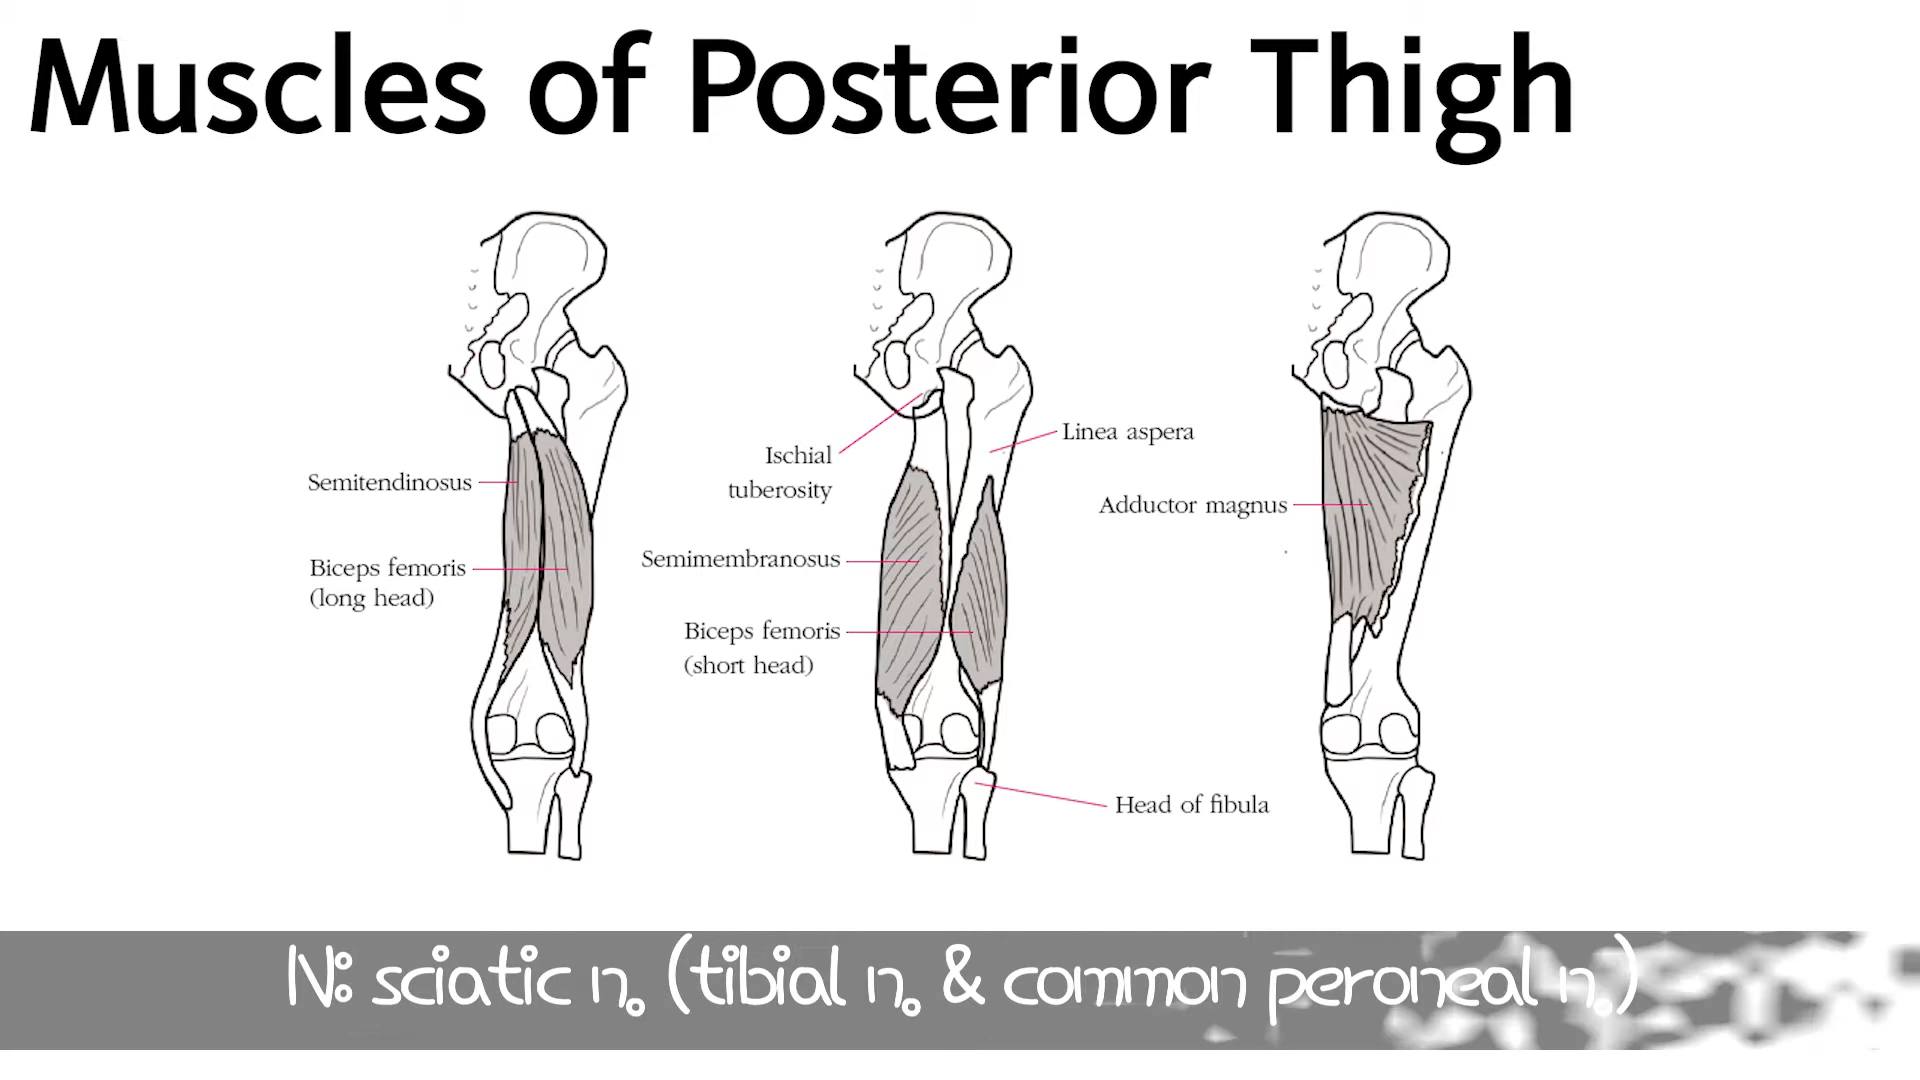 Muscles of Posterior Thigh
Semitendinosus
Biceps femoris
(long head)
Ischial
tuberosity
Semimembranosus
Biceps femoris
(short head)
Linea aspera
Adductor magnus
Head of fibula
N: sciatic n. (tibial n. & common peroneal n.)